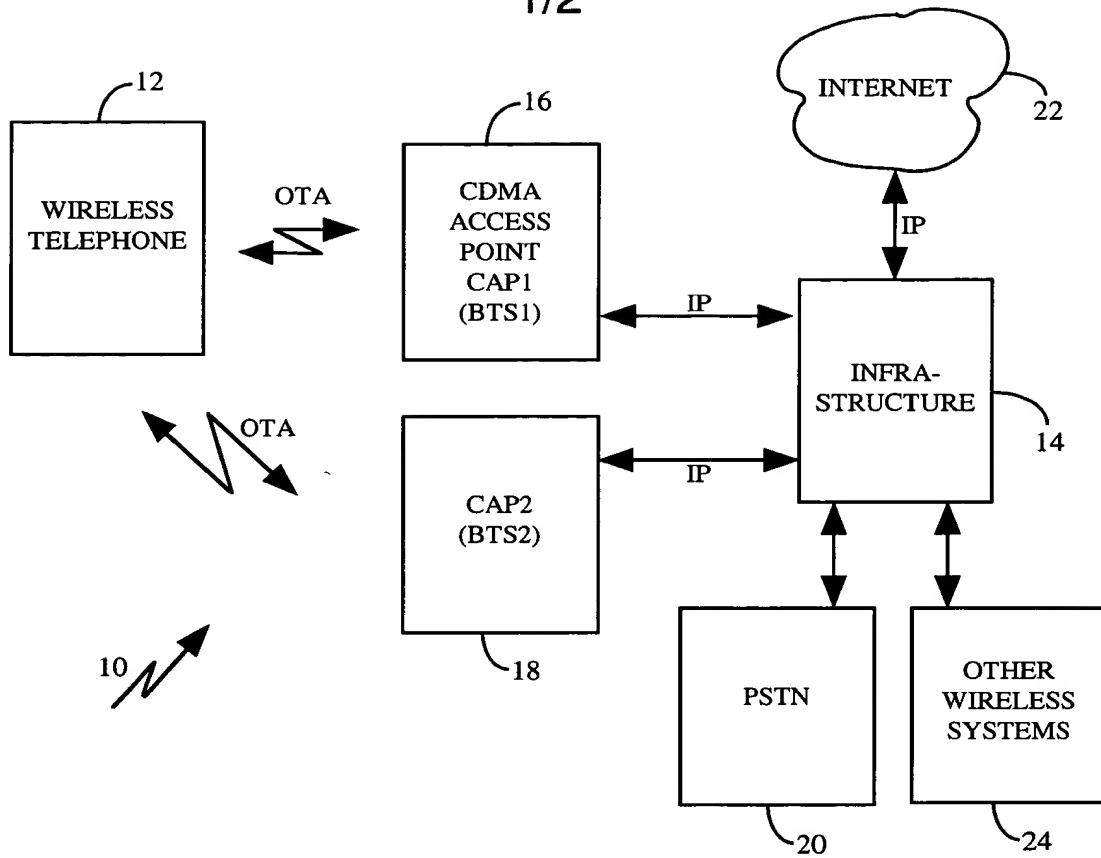 1/2
12
WIRELESS
TELEPHONE
OTA
16
CDMA
ACCESS
POINT
CAP1
(BTS1)
INTERNET
22
IP
IP
INFRA-
STRUCTURE
14
OTA
CAP2
(BTS2)
18
IP
10
PSTN
20
OTHER
WIRELESS
SYSTEMS
24